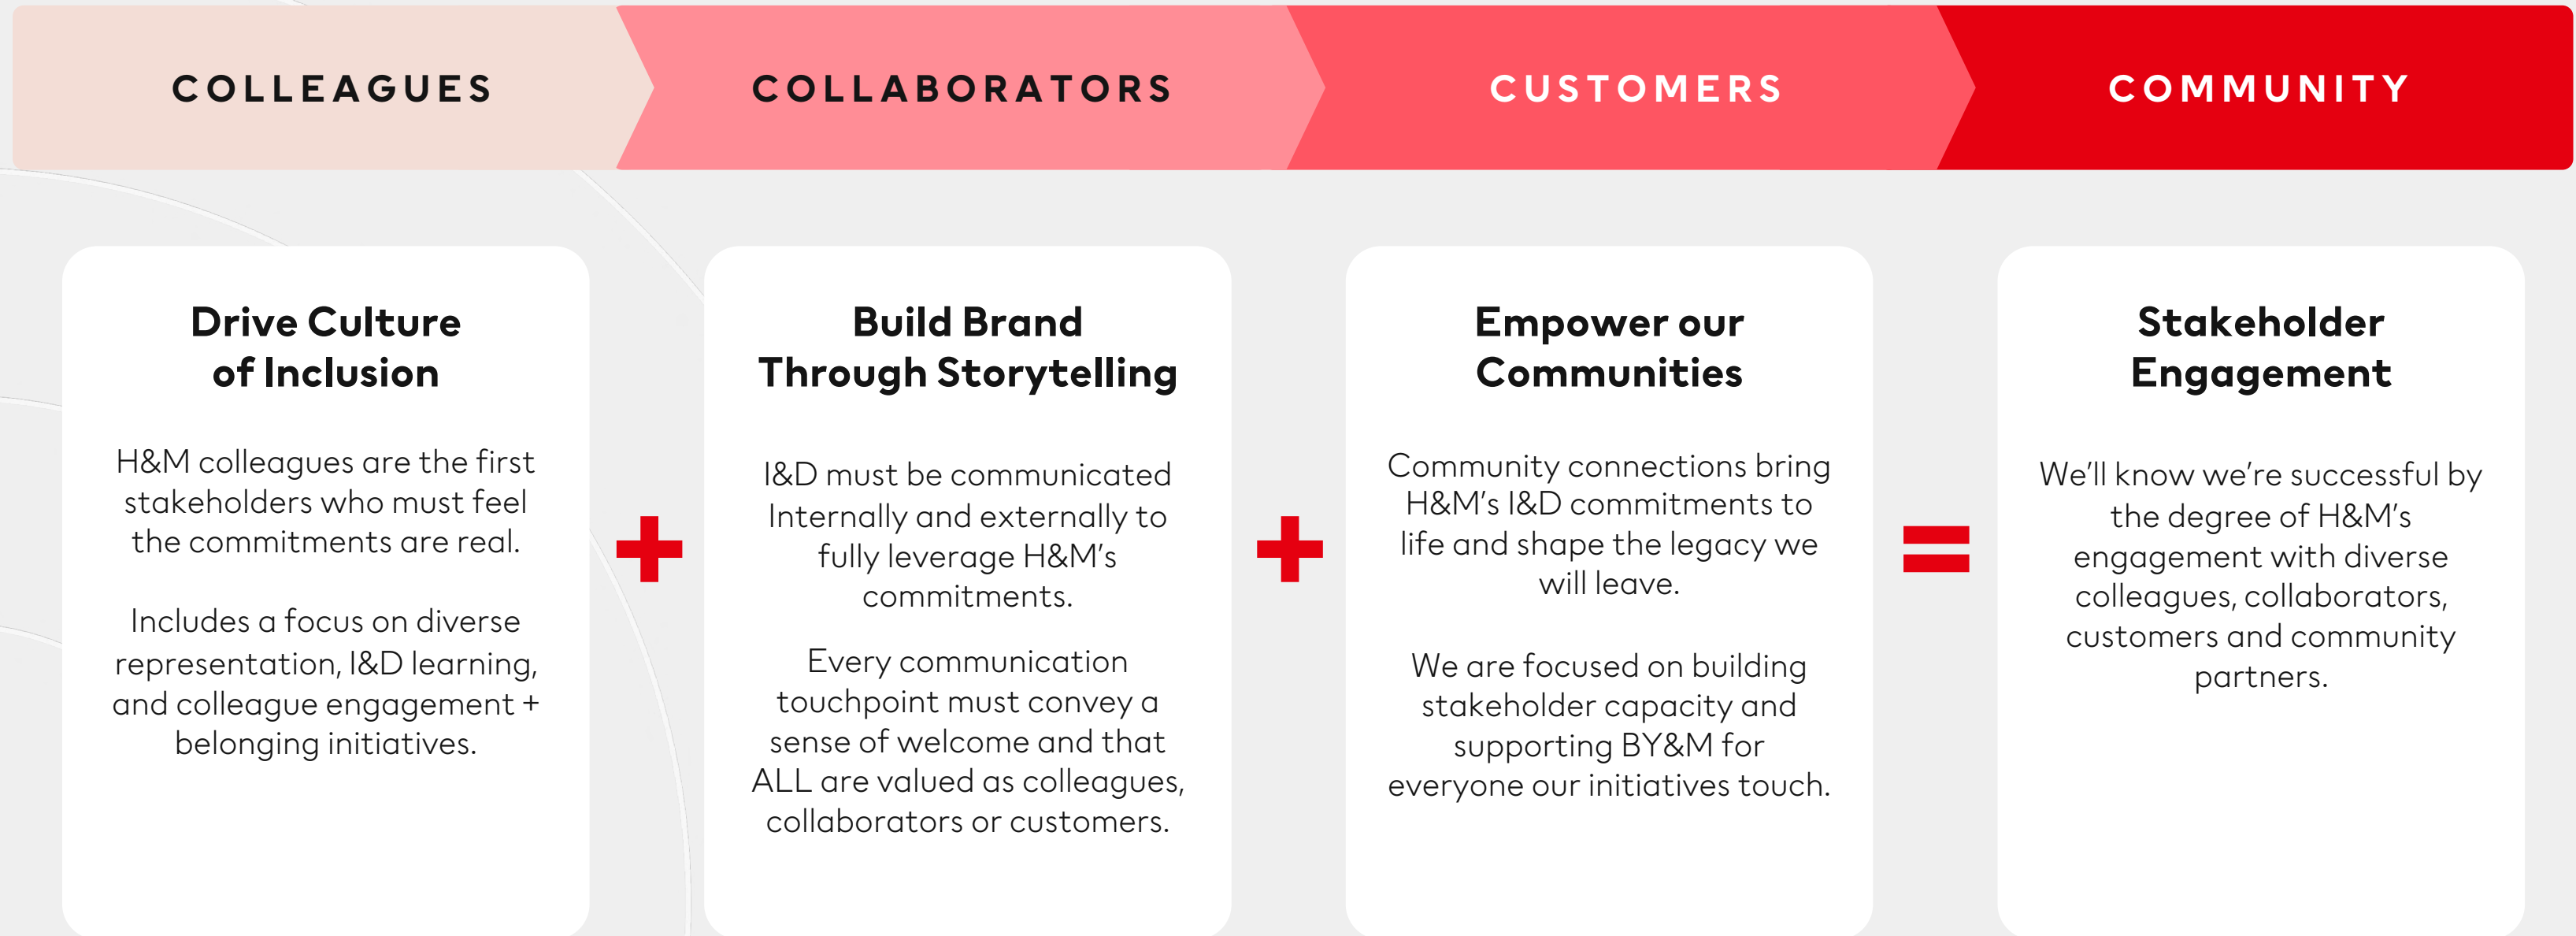 COLLEAGUES
COLLABORATORS
CUSTOMERS
COMMUNITY
Drive Culture
of Inclusion
H&M colleagues are the first
stakeholders who must feel
the commitments are real.
Includes a focus on diverse
representation, I&D learning,
and colleague engagement +
belonging initiatives.
+
Build Brand
Through Storytelling
I&D must be communicated
Internally and externally to
fully leverage H&M's
commitments.
Every communication
touchpoint must convey a
sense of welcome and that
ALL are valued as colleagues,
collaborators or customers.
+
Empower our
Communities
Community connections bring
H&M's I&D commitments to
life and shape the legacy we
will leave.
We are focused on building
stakeholder capacity and
supporting BY&M for
everyone our initiatives touch.
=
Stakeholder
Engagement
We'll know we're successful by
the degree of H&M's
engagement with diverse
colleagues, collaborators,
customers and community
partners.